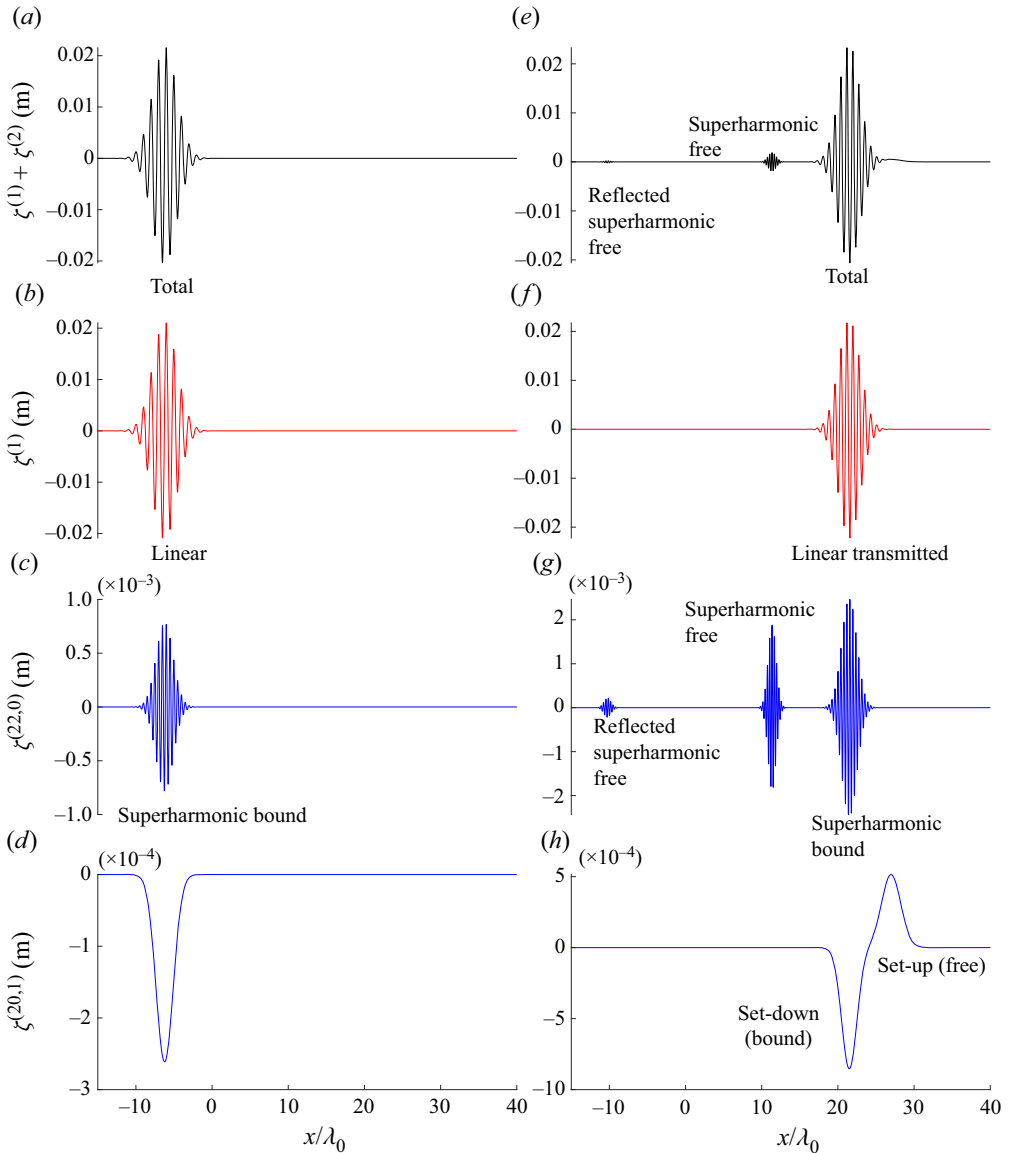 (a)
(e)
0.02
0.01
0
–0.01
–0.02
ζ(1) + ζ(2) (m)
Total
0.02
0.01
0
–0.01
–0.02
Superharmonic
free
Reflected
superharmonic
free
Total
(b)
(f)
0.02
0.01
0
–0.01
–0.02
ζ(1) (m)
Linear
0.02
0.01
0
–0.01
–0.02
Linear transmitted
(c)
(g)
(×10–3)
1.0
0.5
0
–0.5
–1.0
ζ(22,0) (m)
Superharmonic bound
(×10–3)
2
1
0
–1
–2
Superharmonic
free
Reflected
superharmonic
free
Superharmonic
bound
(d)
(h)
(×10–4)
0
–1
–2
–3
ζ(20,1) (m)
–10
0
10
20
30
40
x/λ0
(×10–4)
5
0
–5
–10
Set-up (free)
Set-down
(bound)
–10
0
10
20
30
40
x/λ0